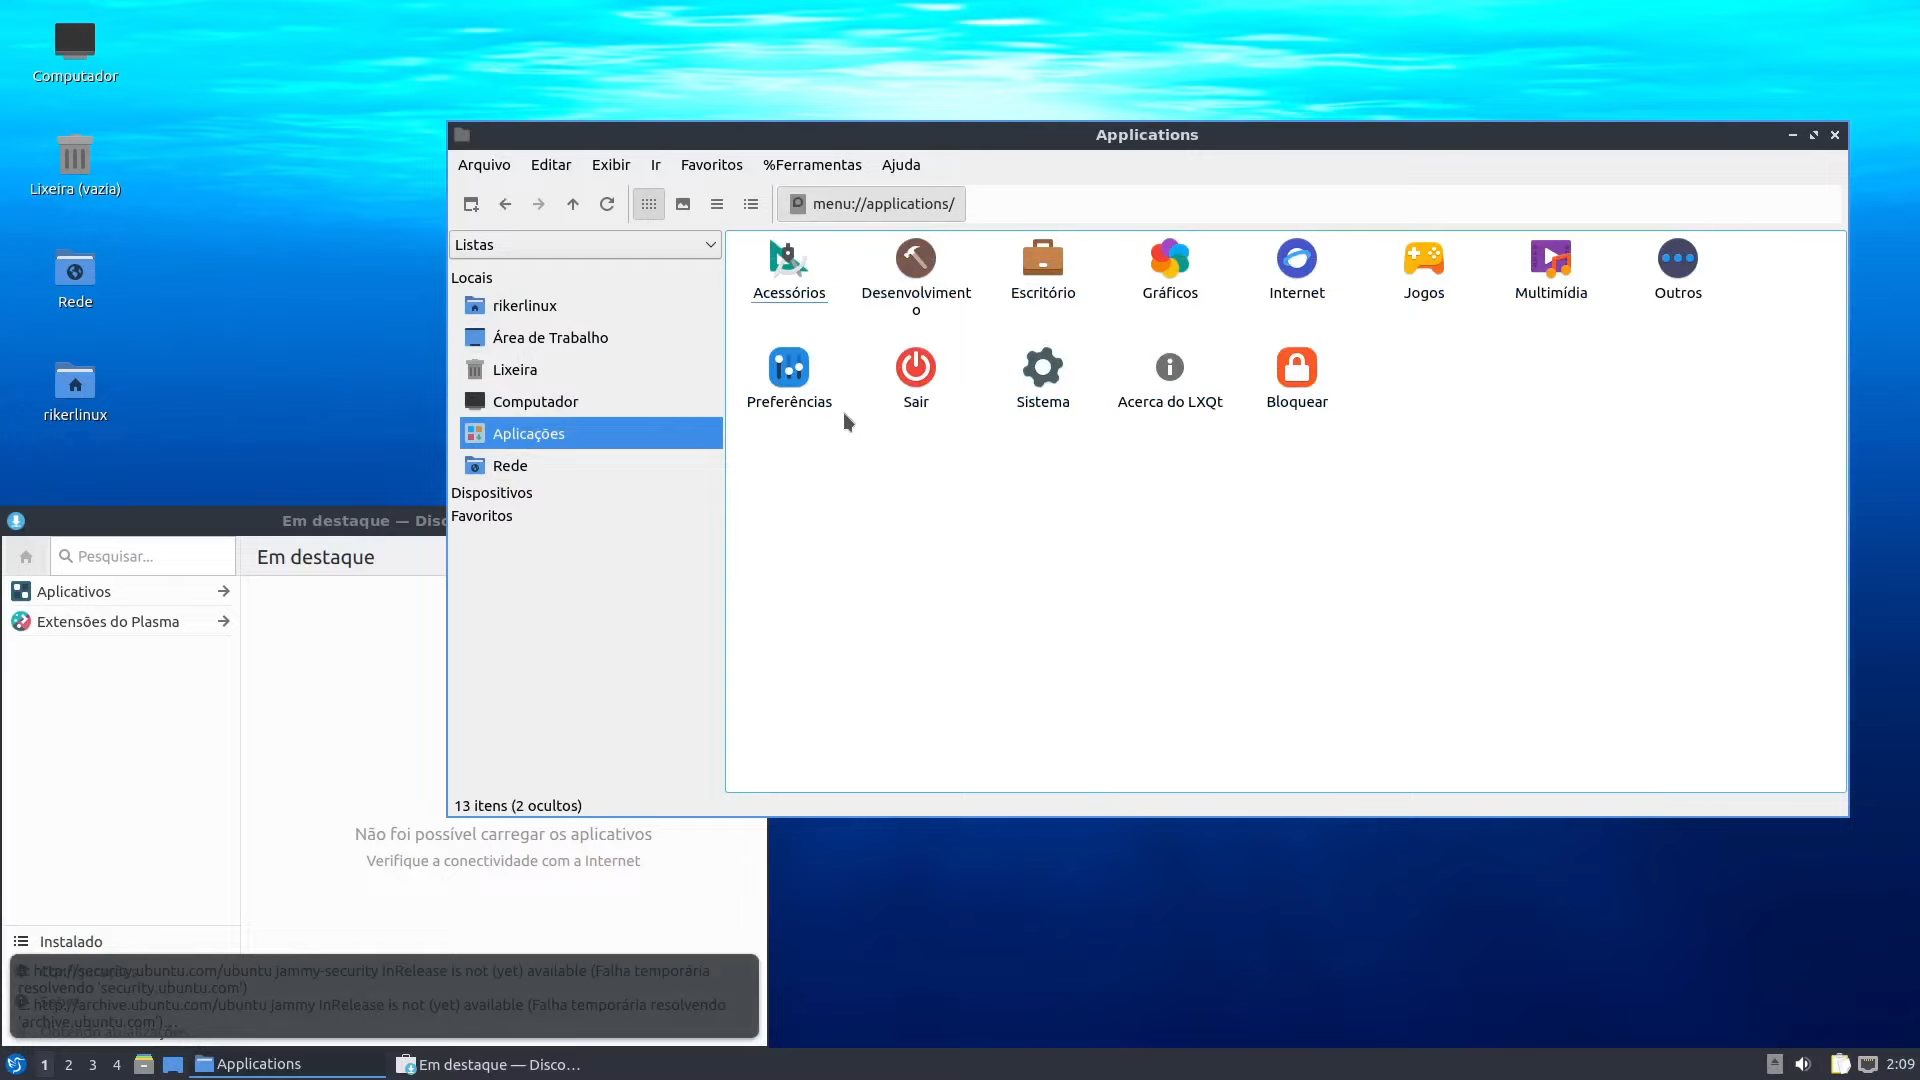 Computador
Lixeira (vazia)
Rede
rikerlinux
Applications
Arquivo Editar Exibir Ir Favoritos %Ferramentas Ajuda
menu://applications/
Listas
Locais
rikerlinux
Área de Trabalho
Lixeira
Computador
Aplicações
Rede
Dispositivos
Favoritos
Acessórios Desenvolviment
o Escritório Gráficos Internet Jogos Multimídia Outros
Preferências Sair Sistema Acerca do LXQt Bloquear
13 itens (2 ocultos)
Em destaque — Disc
Pesquisar...
Em destaque
Aplicativos
Extensões do Plasma
Não foi possível carregar os aplicativos
Verifique a conectividade com a Internet
Instalado
http://security.ubuntu.com/ubuntu jammy-security InRelease is not (yet) available (Falha temporária
resolvendo 'security.ubuntu.com')
http://archive.ubuntu.com/ubuntu jammy InRelease is not (yet) available (Falha temporária resolvendo
'archive.ubuntu.com')...
1 2 3 4 Applications Em destaque — Disco... 2:09